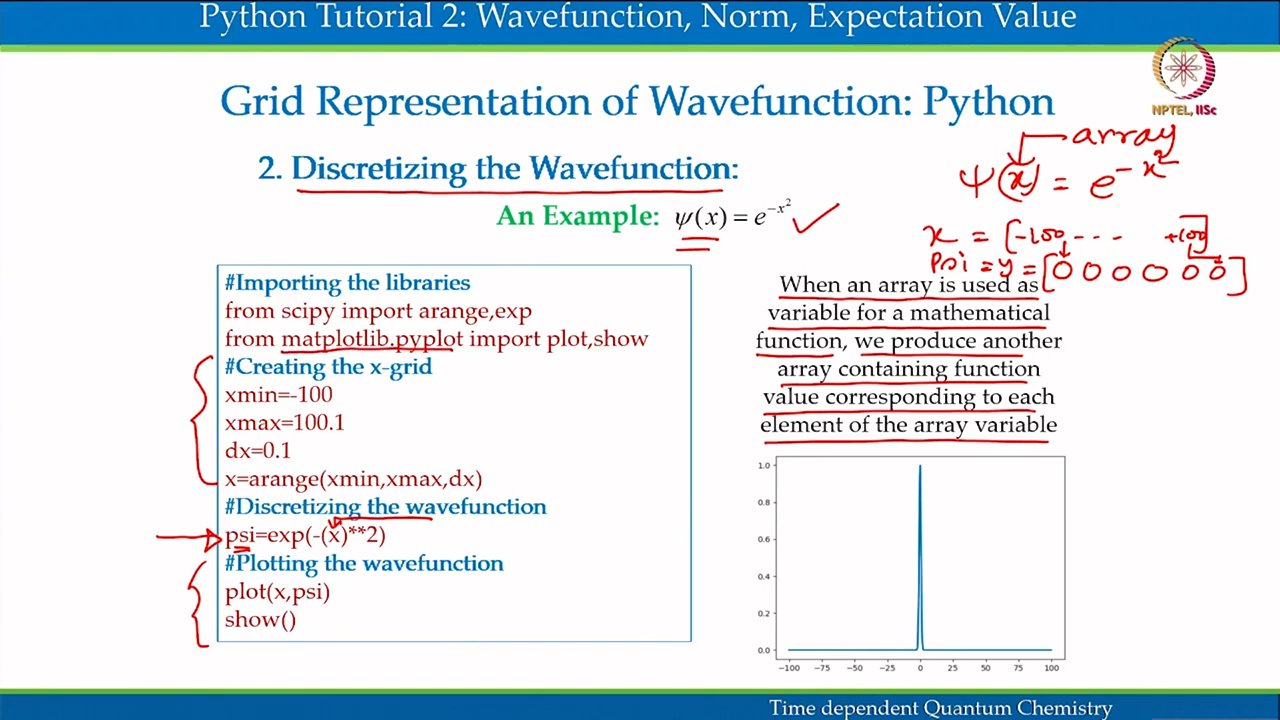 Python Tutorial 2: Wavefunction, Norm, Expectation Value
NPTEL, IISc
Grid Representation of Wavefunction: Python
array
2. Discretizing the Wavefunction:
ψ(x) = e^{-x^2}
An Example: ψ(x) = e^{-x^2}
x = [-100 - - - +100]
psi = y = [0 0 0 0 0 0]
#Importing the libraries
from scipy import arange,exp
from matplotlib.pyplot import plot,show
#Creating the x-grid
xmin=-100
xmax=100.1
dx=0.1
x=arange(xmin,xmax,dx)
#Discretizing the wavefunction
psi=exp(-(x)**2)
#Plotting the wavefunction
plot(x,psi)
show()
When an array is used as
variable for a mathematical
function, we produce another
array containing function
value corresponding to each
element of the array variable
1.0
0.8
0.6
0.4
0.2
0.0
−100 −75 −50 −25 0 25 50 75 100
Time dependent Quantum Chemistry